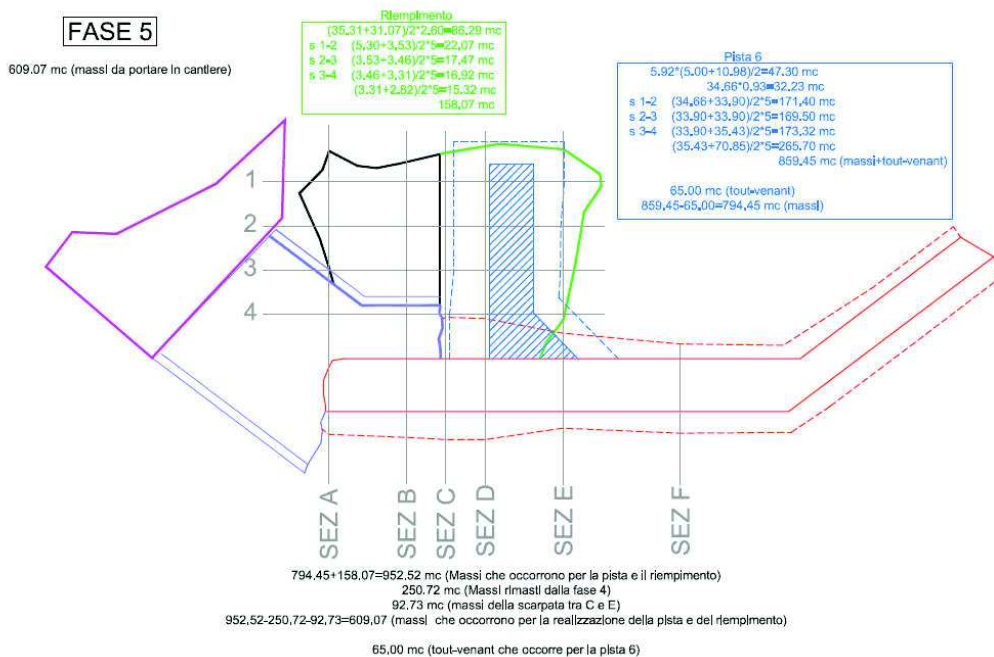 FASE 5
609.07 mc (massi da portare in cantiere)
Riempimento
(35.31+31.07)/2*2.60=86.29 mc
s 1-2 (5.30+3.53)/2*5=22.07 mc
s 2-3 (3.53+3.46)/2*5=17.47 mc
s 3-4 (3.46+3.31)/2*5=16.92 mc
(3.31+2.82)/2*5=15.32 mc
158.07 mc
Pista 6
5.92*(5.00+10.98)/2=47.30 mc
34.66*0.93=32.23 mc
s 1-2 (34.66+33.90)/2*5=171.40 mc
s 2-3 (33.90+33.90)/2*5=169.50 mc
s 3-4 (33.90+35.43)/2*5=173.32 mc
(35.43+70.85)/2*5=265.70 mc
859.45 mc (massi+tout-venant)
65.00 mc (tout-venant)
859.45-65.00=794.45 mc (massi)
1
2
3
4
SEZ A
SEZ B
SEZ C
SEZ D
SEZ E
SEZ F
794.45+158.07=952.52 mc (Massi che occorrono per la pista e il riempimento)
250.72 mc (Massi rimasti dalla fase 4)
92.73 mc (massi della scarpata tra C e E)
952,52-250,72-92,73=609,07 (massi che occorrono per la realizzazione della pista e del riempimento)
65,00 mc (tout-venant che occorre per la pista 6)